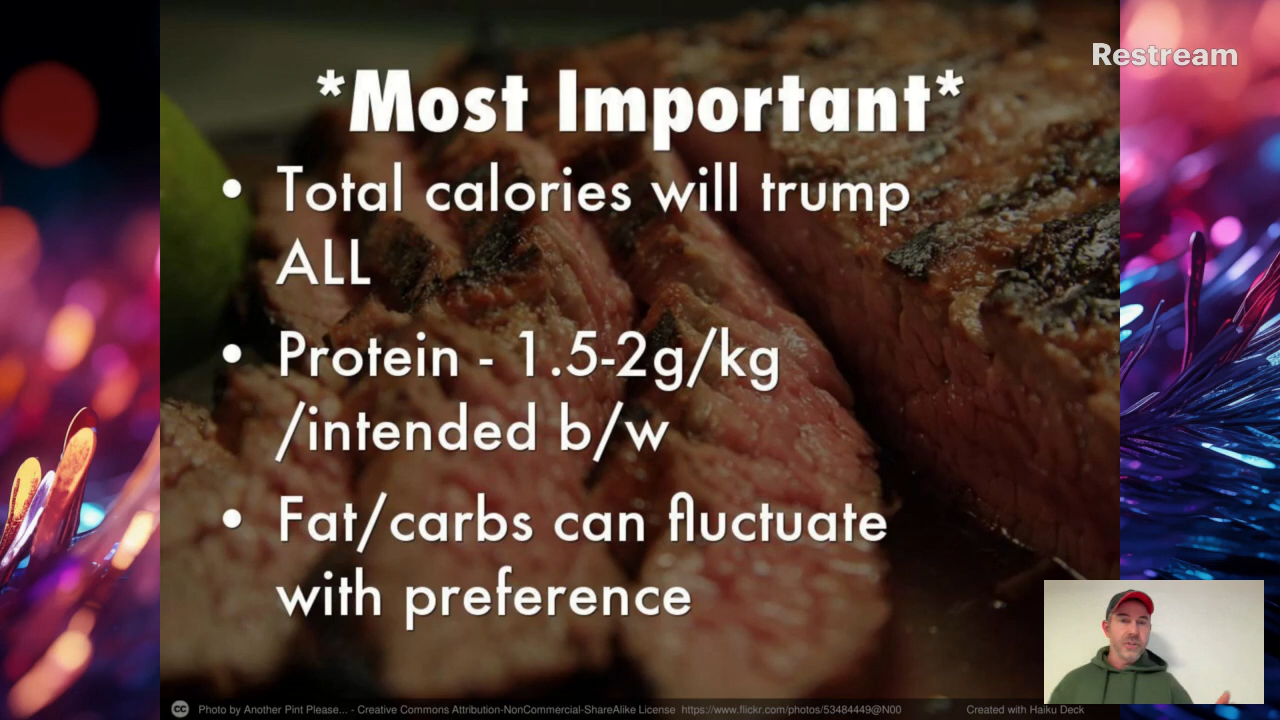 Restream
*Most Important*
• Total calories will trump
ALL
• Protein - 1.5-2g/kg
/intended b/w
• Fat/carbs can fluctuate
with preference
cc Photo by Another Pint Please... - Creative Commons Attribution-NonCommercial-ShareAlike License https://www.flickr.com/photos/53484449@N00 Created with Haiku Deck